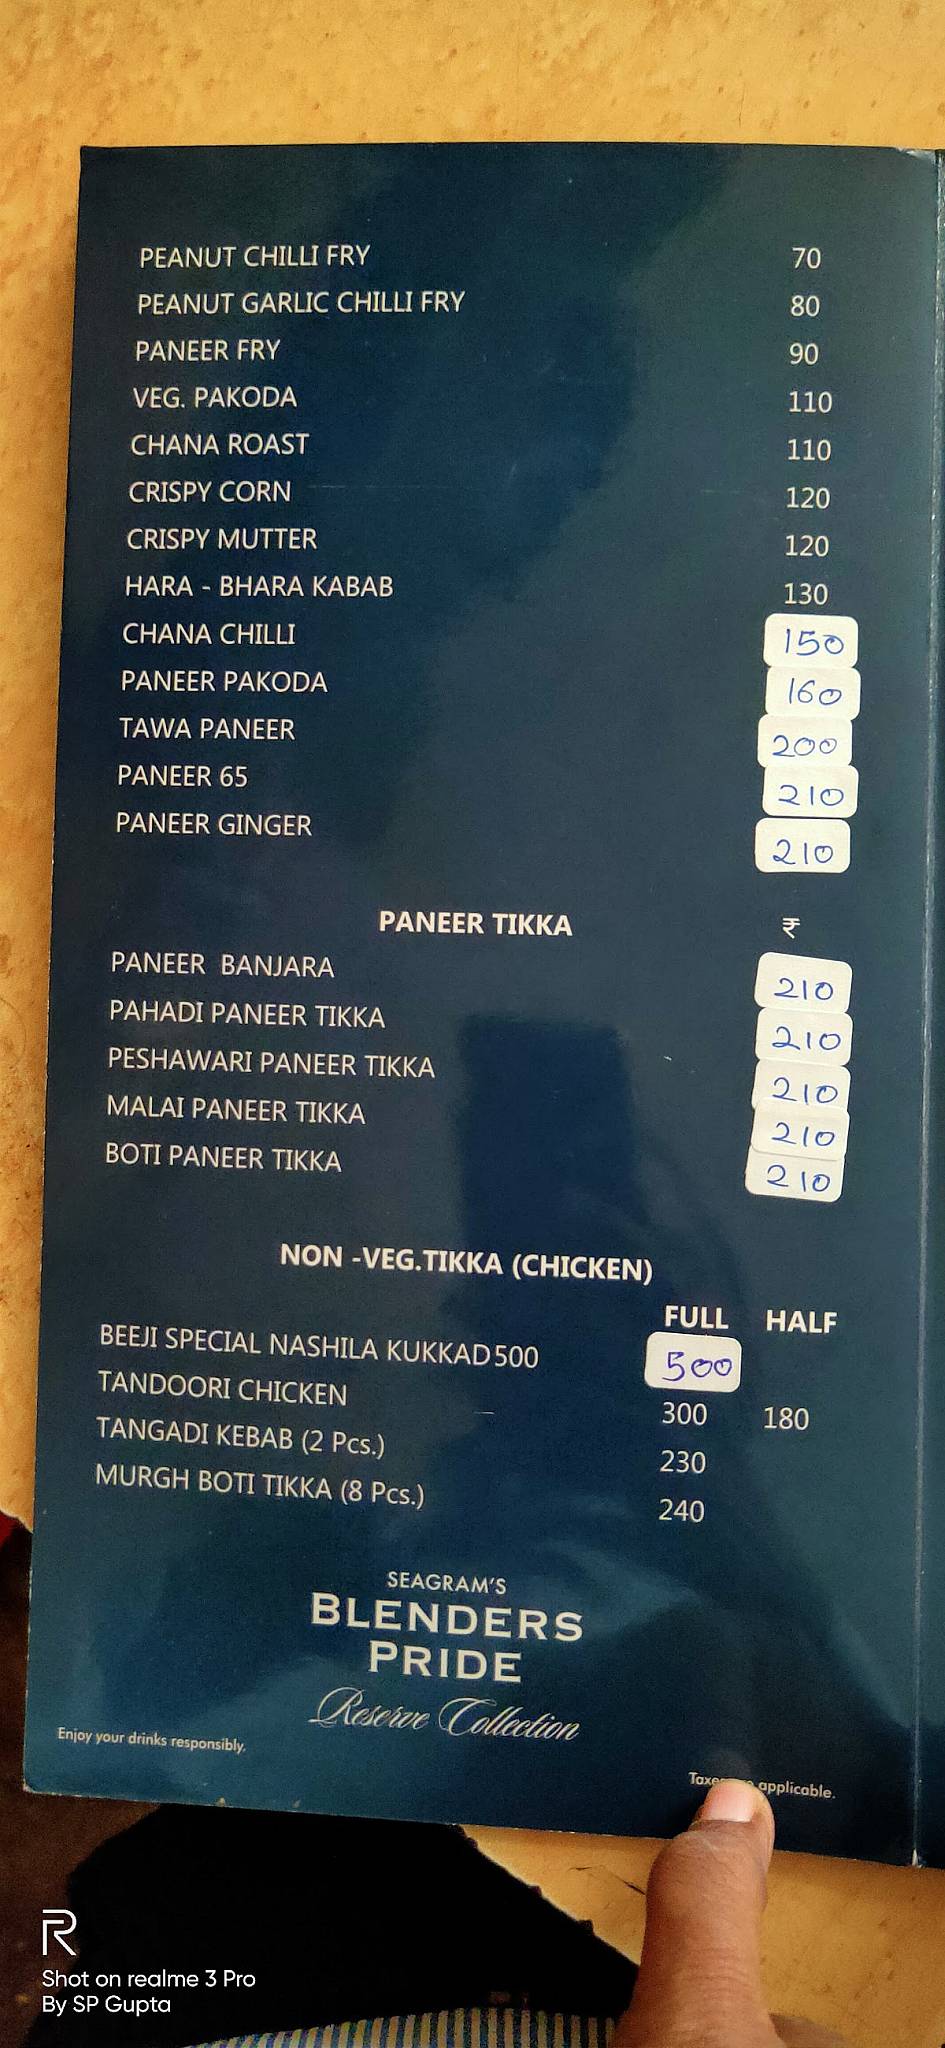 PEANUT CHILLI FRY 70
PEANUT GARLIC CHILLI FRY 80
PANEER FRY 90
VEG. PAKODA 110
CHANA ROAST 110
CRISPY CORN 120
CRISPY MUTTER 120
HARA - BHARA KABAB 130
CHANA CHILLI 150
PANEER PAKODA 160
TAWA PANEER 200
PANEER 65 210
PANEER GINGER 210
PANEER TIKKA ₹
PANEER BANJARA 210
PAHADI PANEER TIKKA 210
PESHAWARI PANEER TIKKA 210
MALAI PANEER TIKKA 210
BOTI PANEER TIKKA 210
NON -VEG.TIKKA (CHICKEN)
FULL HALF
BEEJI SPECIAL NASHILA KUKKAD500 500
TANDOORI CHICKEN 300 180
TANGADI KEBAB (2 Pcs.) 230
MURGH BOTI TIKKA (8 Pcs.) 240
SEAGRAM'S
BLENDERS
PRIDE
Reserve Collection
Enjoy your drinks responsibly.
applicable.
R
Shot on realme 3 Pro
By SP Gupta